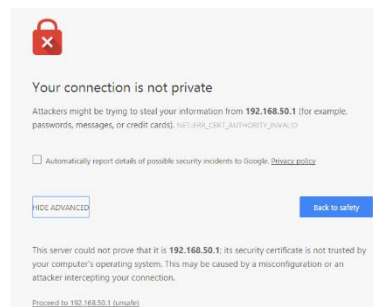 Your connection is not private
Attackers might be trying to steal your information from 192.168.50.1 (for example,
passwords, messages, or credit cards). NET::ERR_CERT_AUTHORITY_INVALID
Automatically report details of possible security incidents to Google. Privacy policy
HIDE ADVANCED
Back to safety
This server could not prove that it is 192.168.50.1; its security certificate is not trusted by
your computer's operating system. This may be caused by a misconfiguration or an
attacker intercepting your connection.
Proceed to 192.168.50.1 (unsafe)